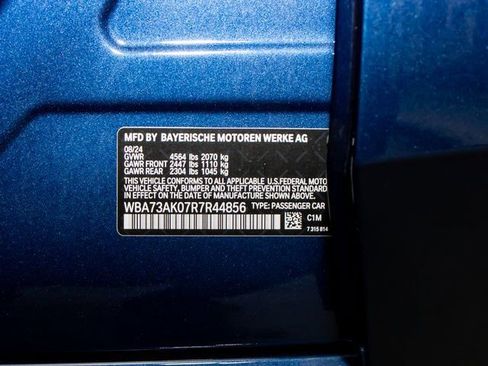 MFD BY BAYERISCHE MOTOREN WERKE AG
08/24
GVWR 4564 lbs 2070 kg
GAWR FRONT 2447 lbs 1110 kg
GAWR REAR 2304 lbs 1045 kg
THIS VEHICLE CONFORMS TO ALL APPLICABLE U.S.FEDERAL MOTOR
VEHICLE SAFETY, BUMPER AND THEFT PREVENTION STANDARDS
IN EFFECT ON THE DATE OF MANUFACTURE SHOWN ABOVE.
WBA73AK07R7R44856 TYPE: PASSENGER CAR
C1M
7 315 814